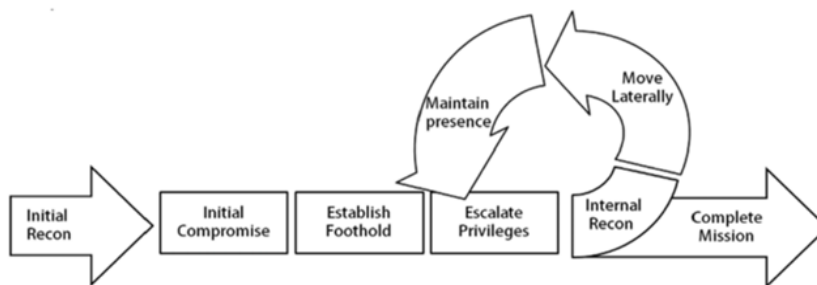 Initial
Recon
Initial
Compromise
Establish
Foothold
Escalate
Privileges
Maintain
presence
Move
Laterally
Internal
Recon
Complete
Mission